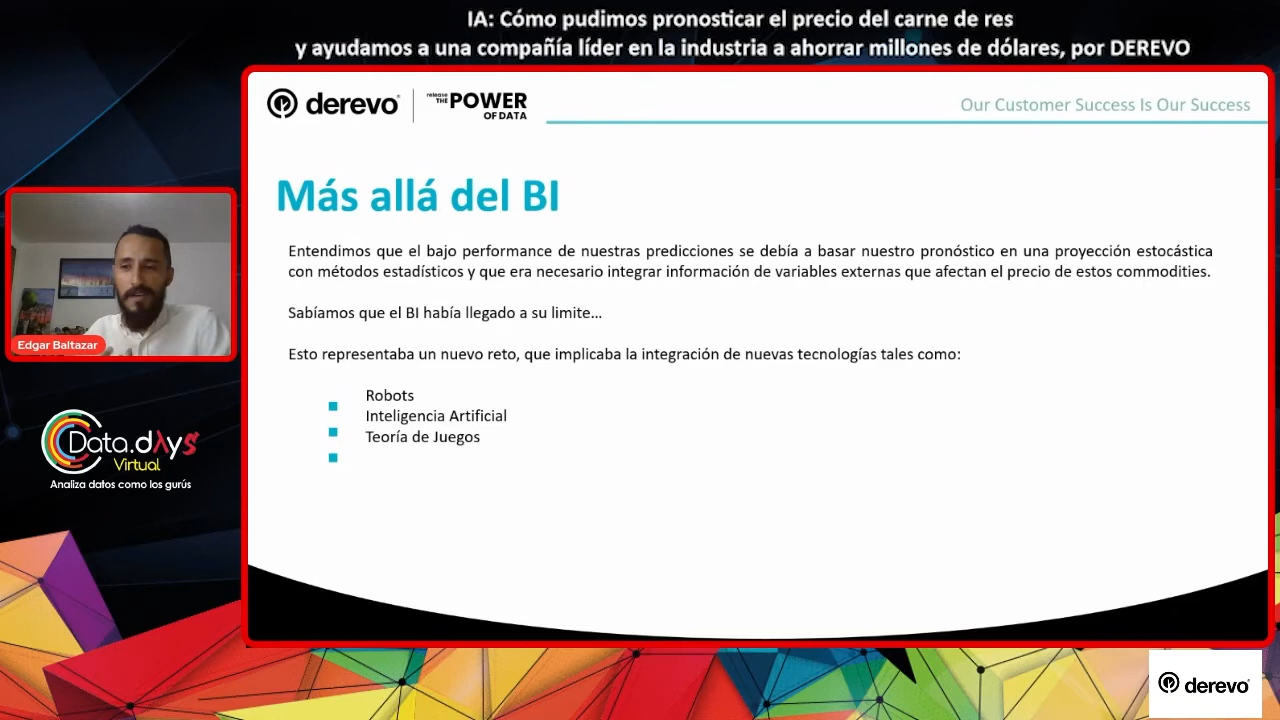 IA: Cómo pudimos pronosticar el precio del carne de res
y ayudamos a una compañía líder en la industria a ahorrar millones de dólares, por DEREVO
derevo
release
THE POWER
OF DATA
Our Customer Success Is Our Success
Más allá del BI
Entendimos que el bajo performance de nuestras predicciones se debía a basar nuestro pronóstico en una proyección estocástica
con métodos estadísticos y que era necesario integrar información de variables externas que afectan el precio de estos commodities.
Sabíamos que el BI había llegado a su limite...
Esto representaba un nuevo reto, que implicaba la integración de nuevas tecnologías tales como:
Robots
Inteligencia Artificial
Teoría de Juegos
Edgar Baltazar
Data.dAyS
Virtual
Analiza datos como los gurús
derevo